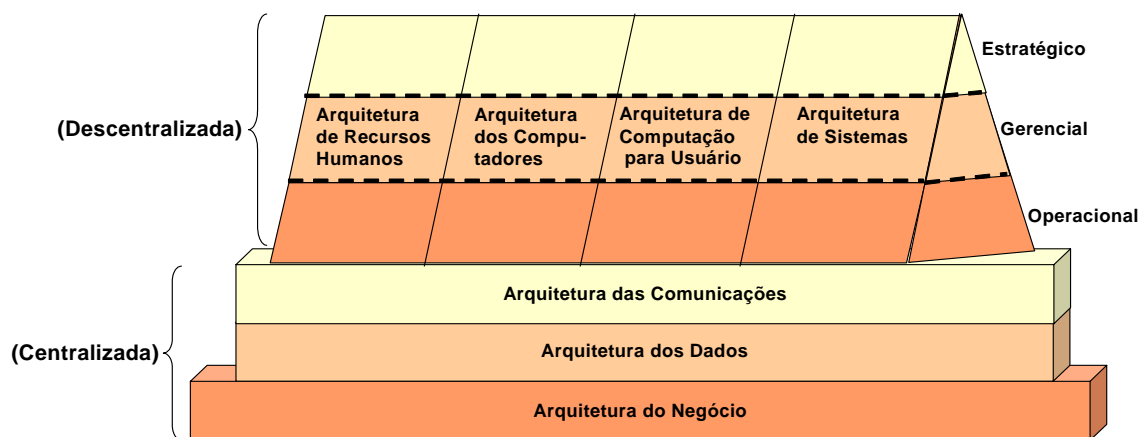 Estratégico
(Descentralizada)
Arquitetura
de Recursos
Humanos
Arquitetura
dos Compu-
tadores
Arquitetura de
Computação
para Usuário
Arquitetura
de Sistemas
Gerencial
Operacional
Arquitetura das Comunicações
(Centralizada)
Arquitetura dos Dados
Arquitetura do Negócio